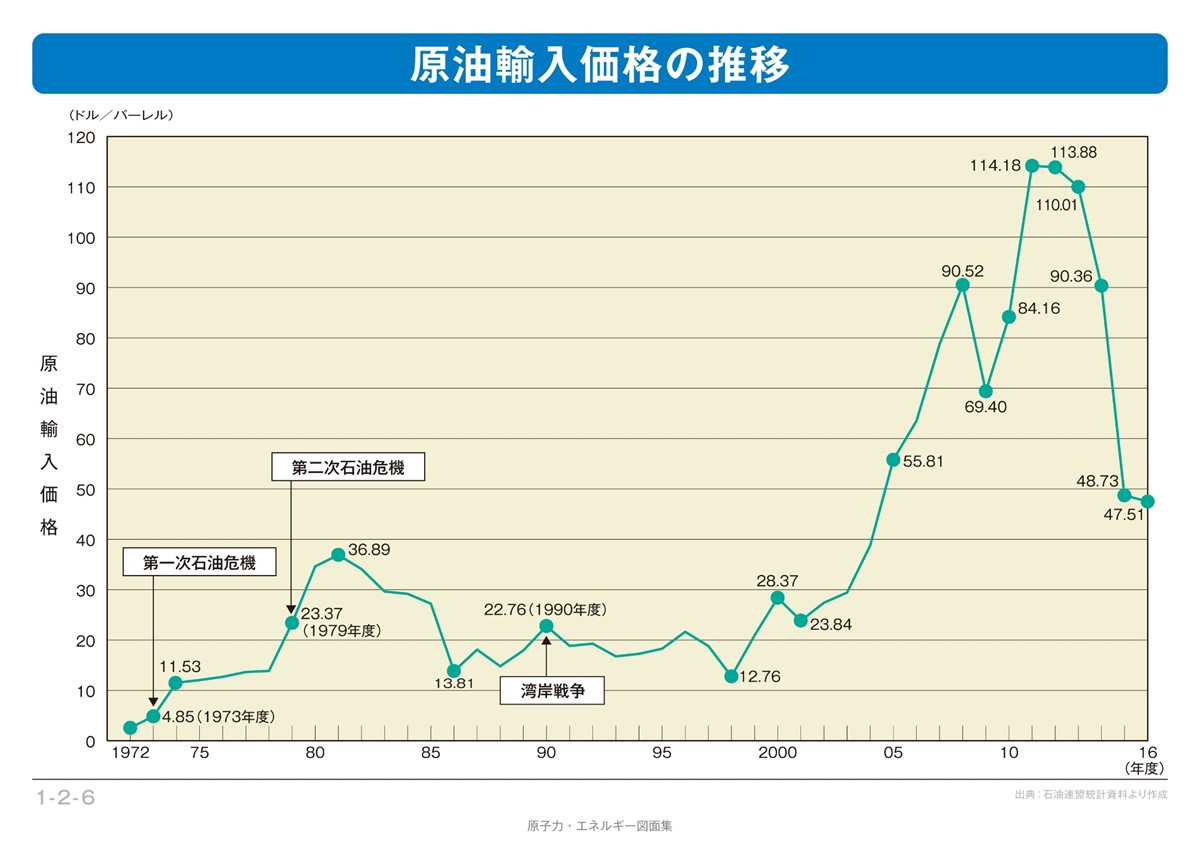 原油輸入価格の推移
（ドル／バーレル）
120
110
100
90
80
70
60
50
40
30
20
10
0
原油輸入価格
114.18
113.88
110.01
90.52
90.36
84.16
69.40
55.81
48.73
47.51
第二次石油危機
36.89
第一次石油危機
23.37
（1979年度）
22.76（1990年度）
28.37
23.84
11.53
13.81
12.76
湾岸戦争
4.85（1973年度）
1972 75 80 85 90 95 2000 05 10 16
（年度）
1-2-6
出典：石油連盟統計資料より作成
原子力・エネルギー図面集